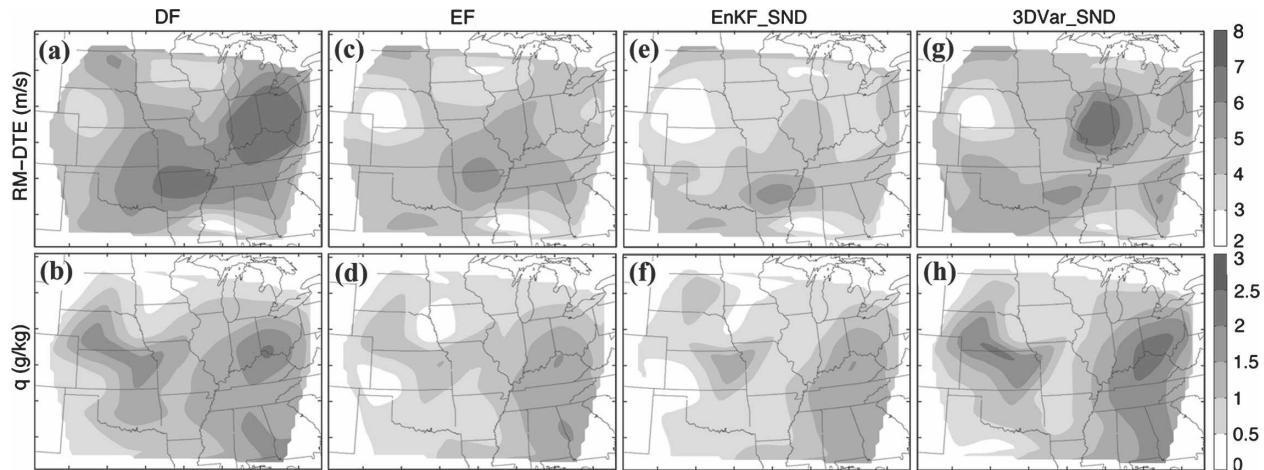 DF EF EnKF_SND 3DVar_SND
RM-DTE (m/s)
(a) (c) (e) (g)
8
7
6
5
4
3
2
q (g/kg)
(b) (d) (f) (h)
3
2.5
2
1.5
1
0.5
0